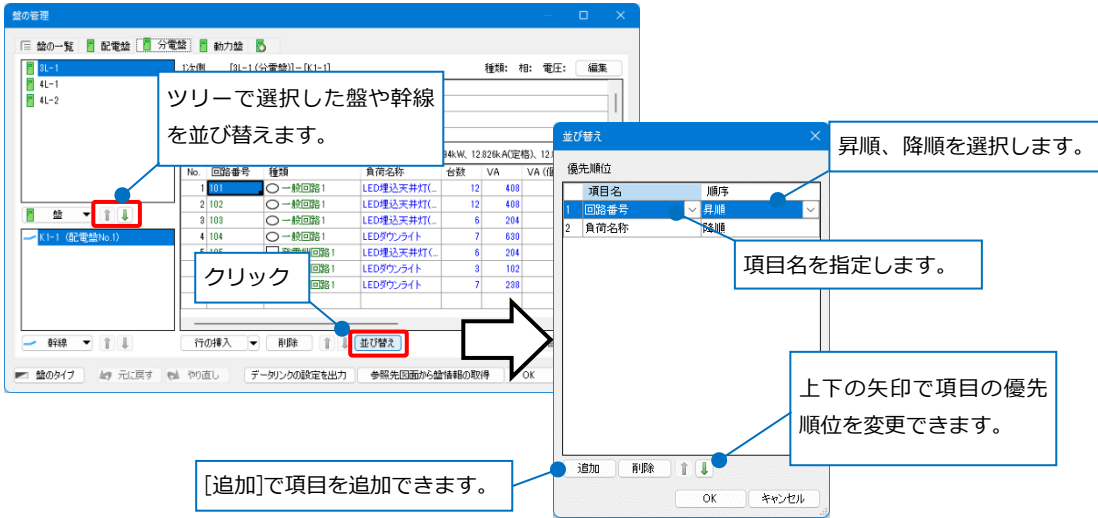 盤の管理
盤の一覧 配電盤 分電盤 動力盤
3L-1
4L-1
4L-2
1次側 [3L-1(分電盤)]-[K1-1] 種類: 相: 電圧: 編集
ツリーで選択した盤や幹線
を並び替えます。
盤
K1-1 (配電盤No.1)
幹線
No. 回路番号 種類 負荷名称 台数 VA
1 101 一般回路1 LED埋込天井灯(... 12 408
2 102 一般回路1 LED埋込天井灯(... 12 408
3 103 一般回路1 LED埋込天井灯(... 6 204
4 104 一般回路1 LEDダウンライト 7 630
LED埋込天井灯(... 6 204
回路1 LEDダウンライト 3 102
回路1 LEDダウンライト 7 238
クリック
行の挿入 削除 並び替え
盤のタイプ 元に戻す やり直し データリンクの設定を出力 参照先図面から盤情報の取得 OK
並び替え
優先順位
項目名 順序
1 回路番号 昇順
2 負荷名称 降順
追加 削除
OK キャンセル
昇順、降順を選択します。
項目名を指定します。
上下の矢印で項目の優先
順位を変更できます。
[追加]で項目を追加できます。